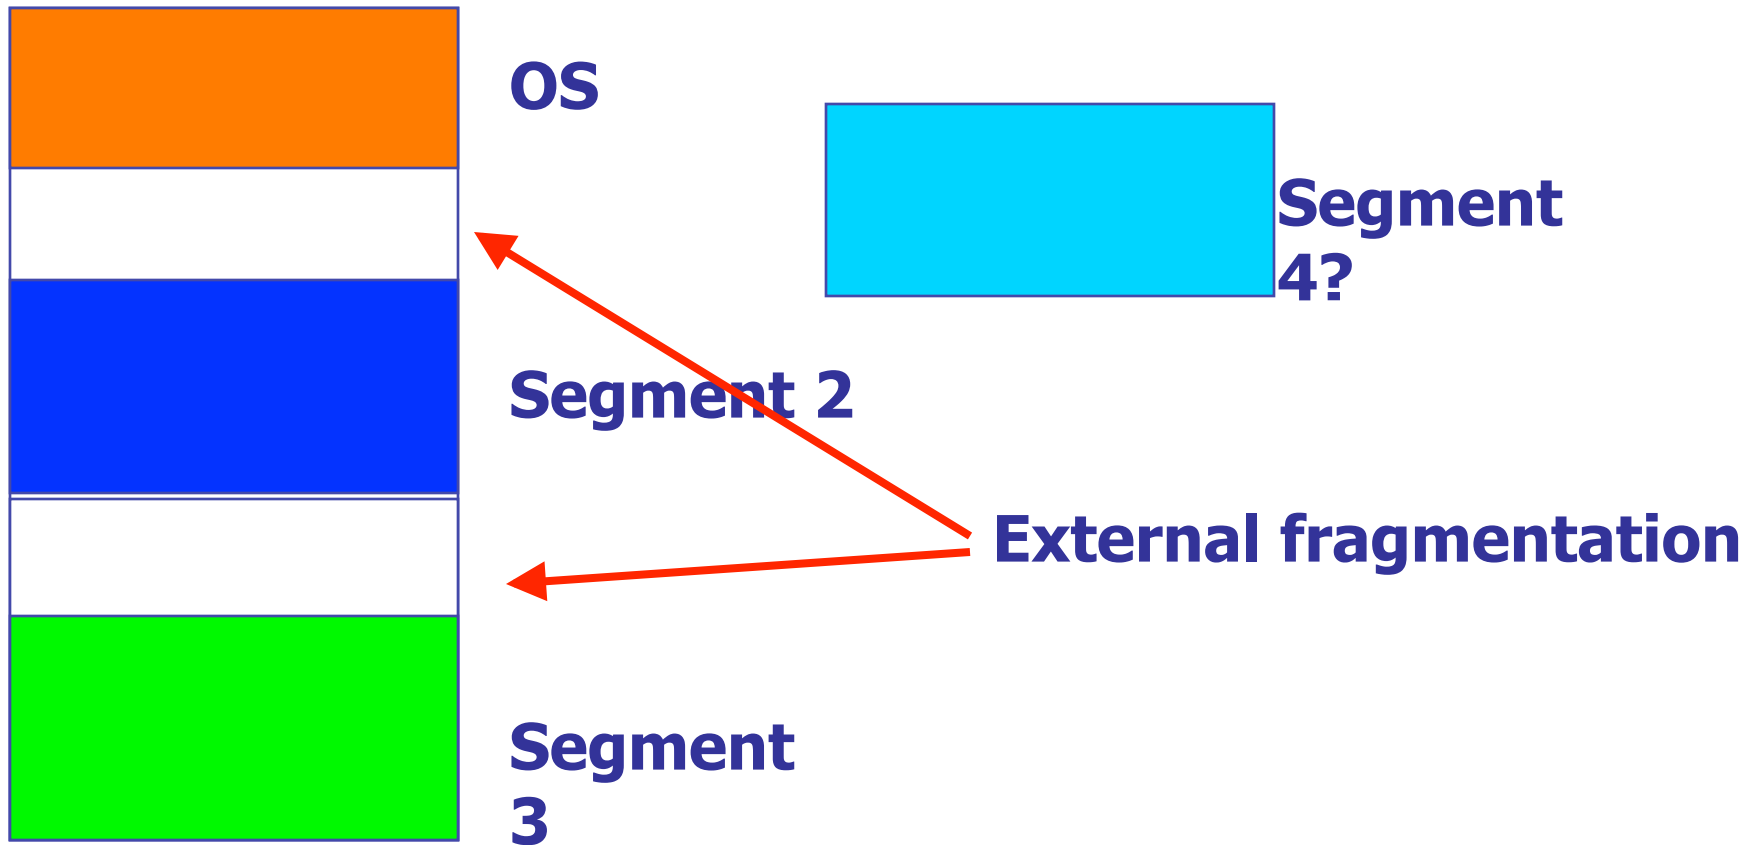 OS
Segment
4?
Segment 2
External fragmentation
Segment
3